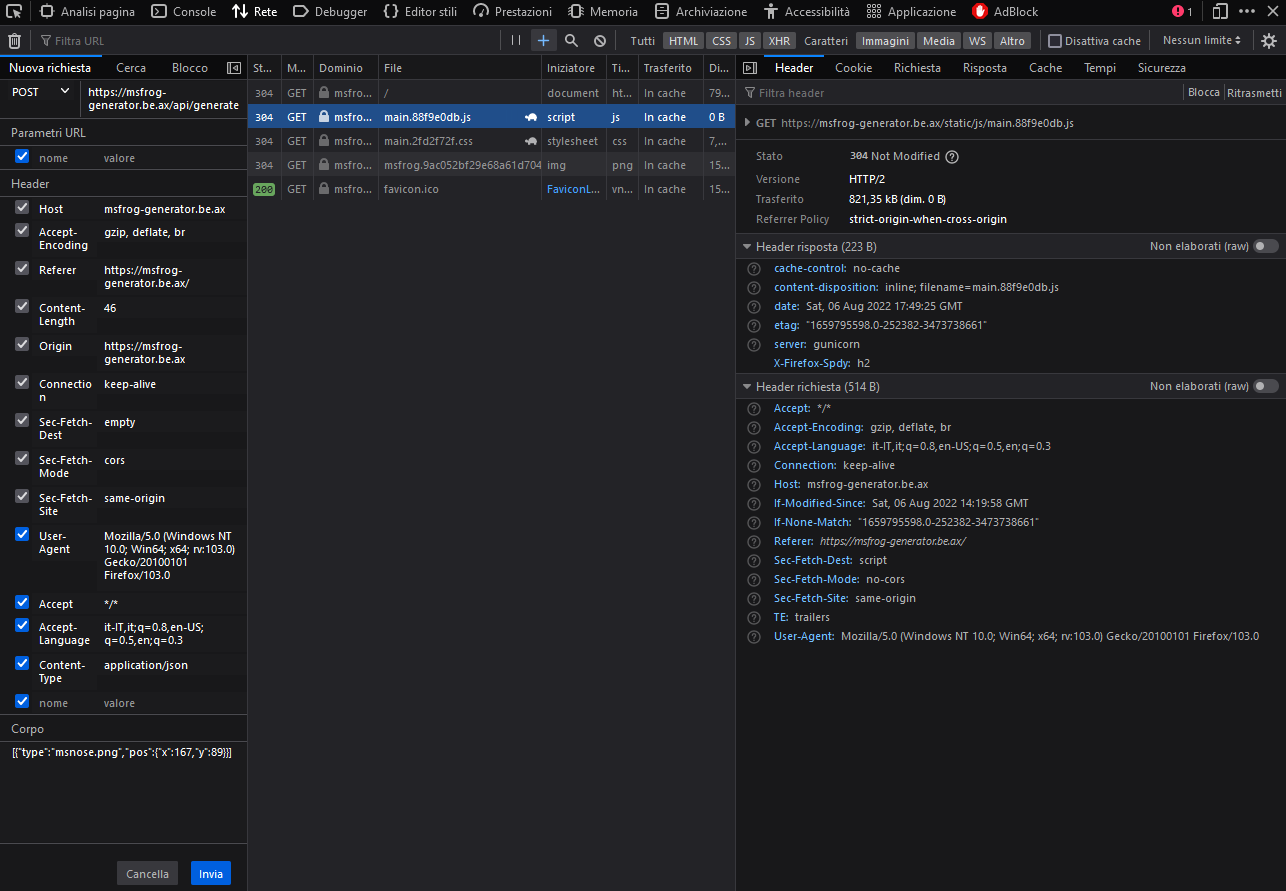 Analisi pagina Console Rete Debugger Editor stili Prestazioni Memoria Archiviazione Accessibilità Applicazione AdBlock 1
Filtra URL Tutti HTML CSS JS XHR Caratteri Immagini Media WS Altro Disattiva cache Nessun limite
Nuova richiesta Cerca Blocco
POST https://msfrog-
generator.be.ax/api/generate
Parametri URL
nome valore
Header
Host msfrog-generator.be.ax
Accept-
Encoding
gzip, deflate, br
Referer https://msfrog-
generator.be.ax/
Content-
Length
46
Origin https://msfrog-
generator.be.ax
Connectio
n
keep-alive
Sec-Fetch-
Dest
empty
Sec-Fetch-
Mode
cors
Sec-Fetch-
Site
same-origin
User-
Agent
Mozilla/5.0 (Windows NT
10.0; Win64; x64; rv:103.0)
Gecko/20100101
Firefox/103.0
Accept */*
Accept-
Language
it-IT,it;q=0.8,en-US;
q=0.5,en;q=0.3
Content-
Type
application/json
nome valore
Corpo
[{"type":"msnose.png","pos":{"x":167,"y":89}}]
Cancella Invia
St... M... Dominio File Iniziatore Ti... Trasferito Di...
304 GET msfro... / document ht... In cache 79...
304 GET msfro... main.88f9e0db.js script js In cache 0 B
304 GET msfro... main.2fd2f72f.css stylesheet css In cache 7,...
304 GET msfro... msfrog.9ac052bf29e68a61d704 img png In cache 15...
200 GET msfro... favicon.ico FaviconL... vn... In cache 15...
Header Cookie Richiesta Risposta Cache Tempi Sicurezza
Filtra header Blocca Ritrasmetti
GET https://msfrog-generator.be.ax/static/js/main.88f9e0db.js
Stato 304 Not Modified
Versione HTTP/2
Trasferito 821,35 kB (dim. 0 B)
Referrer Policy strict-origin-when-cross-origin
Header risposta (223 B) Non elaborati (raw)
cache-control: no-cache
content-disposition: inline; filename=main.88f9e0db.js
date: Sat, 06 Aug 2022 17:49:25 GMT
etag: "1659795598.0-252382-3473738661"
server: gunicorn
X-Firefox-Spdy: h2
Header richiesta (514 B) Non elaborati (raw)
Accept: */*
Accept-Encoding: gzip, deflate, br
Accept-Language: it-IT,it;q=0.8,en-US;q=0.5,en;q=0.3
Connection: keep-alive
Host: msfrog-generator.be.ax
If-Modified-Since: Sat, 06 Aug 2022 14:19:58 GMT
If-None-Match: "1659795598.0-252382-3473738661"
Referer: https://msfrog-generator.be.ax/
Sec-Fetch-Dest: script
Sec-Fetch-Mode: no-cors
Sec-Fetch-Site: same-origin
TE: trailers
User-Agent: Mozilla/5.0 (Windows NT 10.0; Win64; x64; rv:103.0) Gecko/20100101 Firefox/103.0